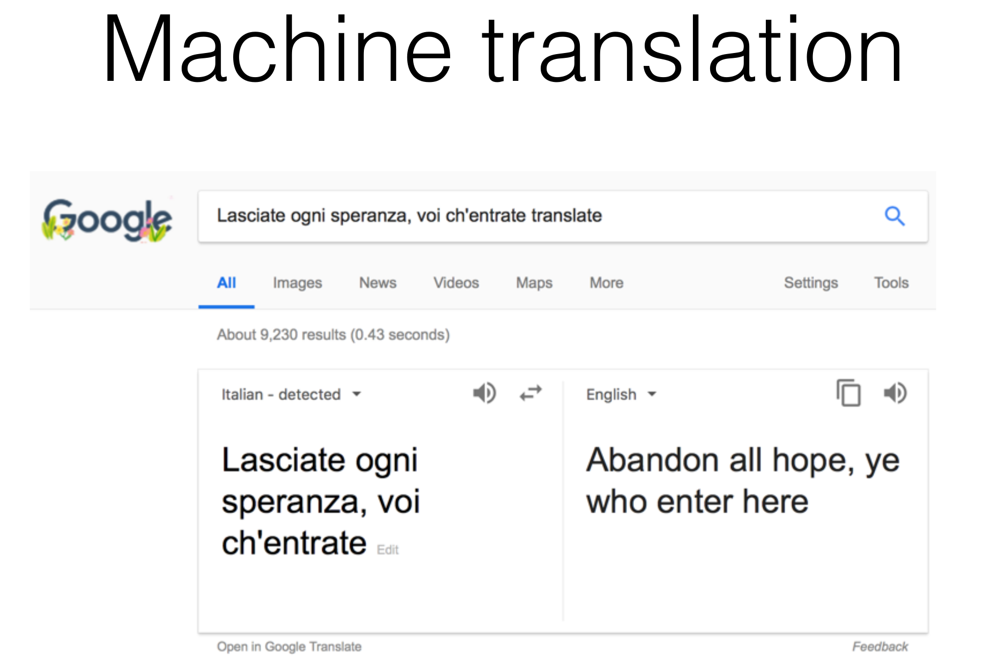 Machine translation
Google
Lasciate ogni speranza, voi ch'entrate translate
All Images News Videos Maps More Settings Tools
About 9,230 results (0.43 seconds)
Italian - detected English
Lasciate ogni
speranza, voi
ch'entrate Edit
Abandon all hope, ye
who enter here
Open in Google Translate Feedback